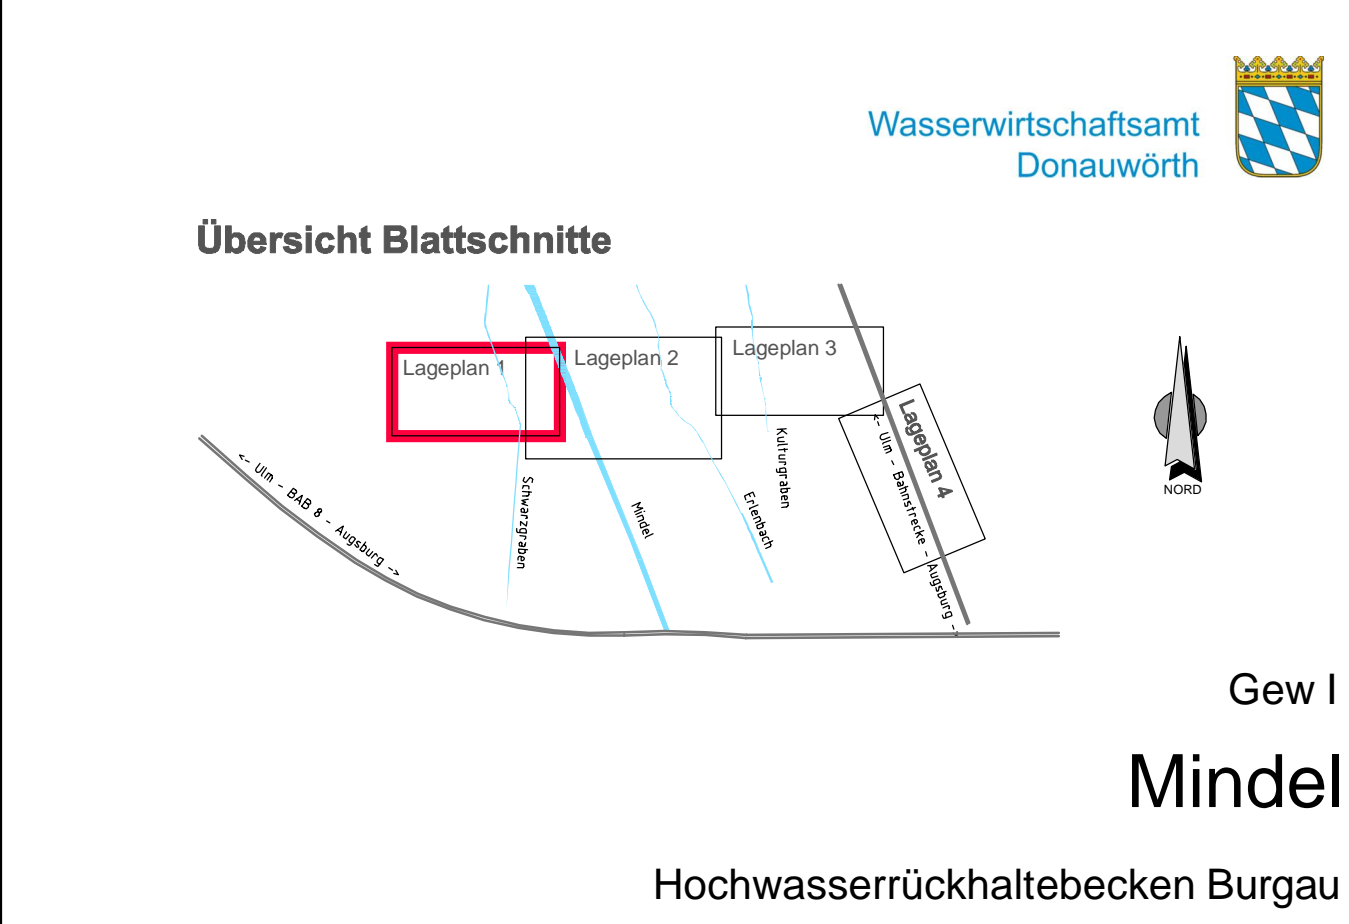 Wasserwirtschaftsamt
Donauwörth
Übersicht Blattschnitte
Lageplan 1
Lageplan 2
Lageplan 3
Lageplan 4
<- Ulm - BAB 8 - Augsburg ->
Schwarzgraben
Mindel
Erlenbach
Kulturgraben
<- Ulm - Bahnstrecke - Augsburg -
NORD
Gew I
Mindel
Hochwasserrückhaltebecken Burgau